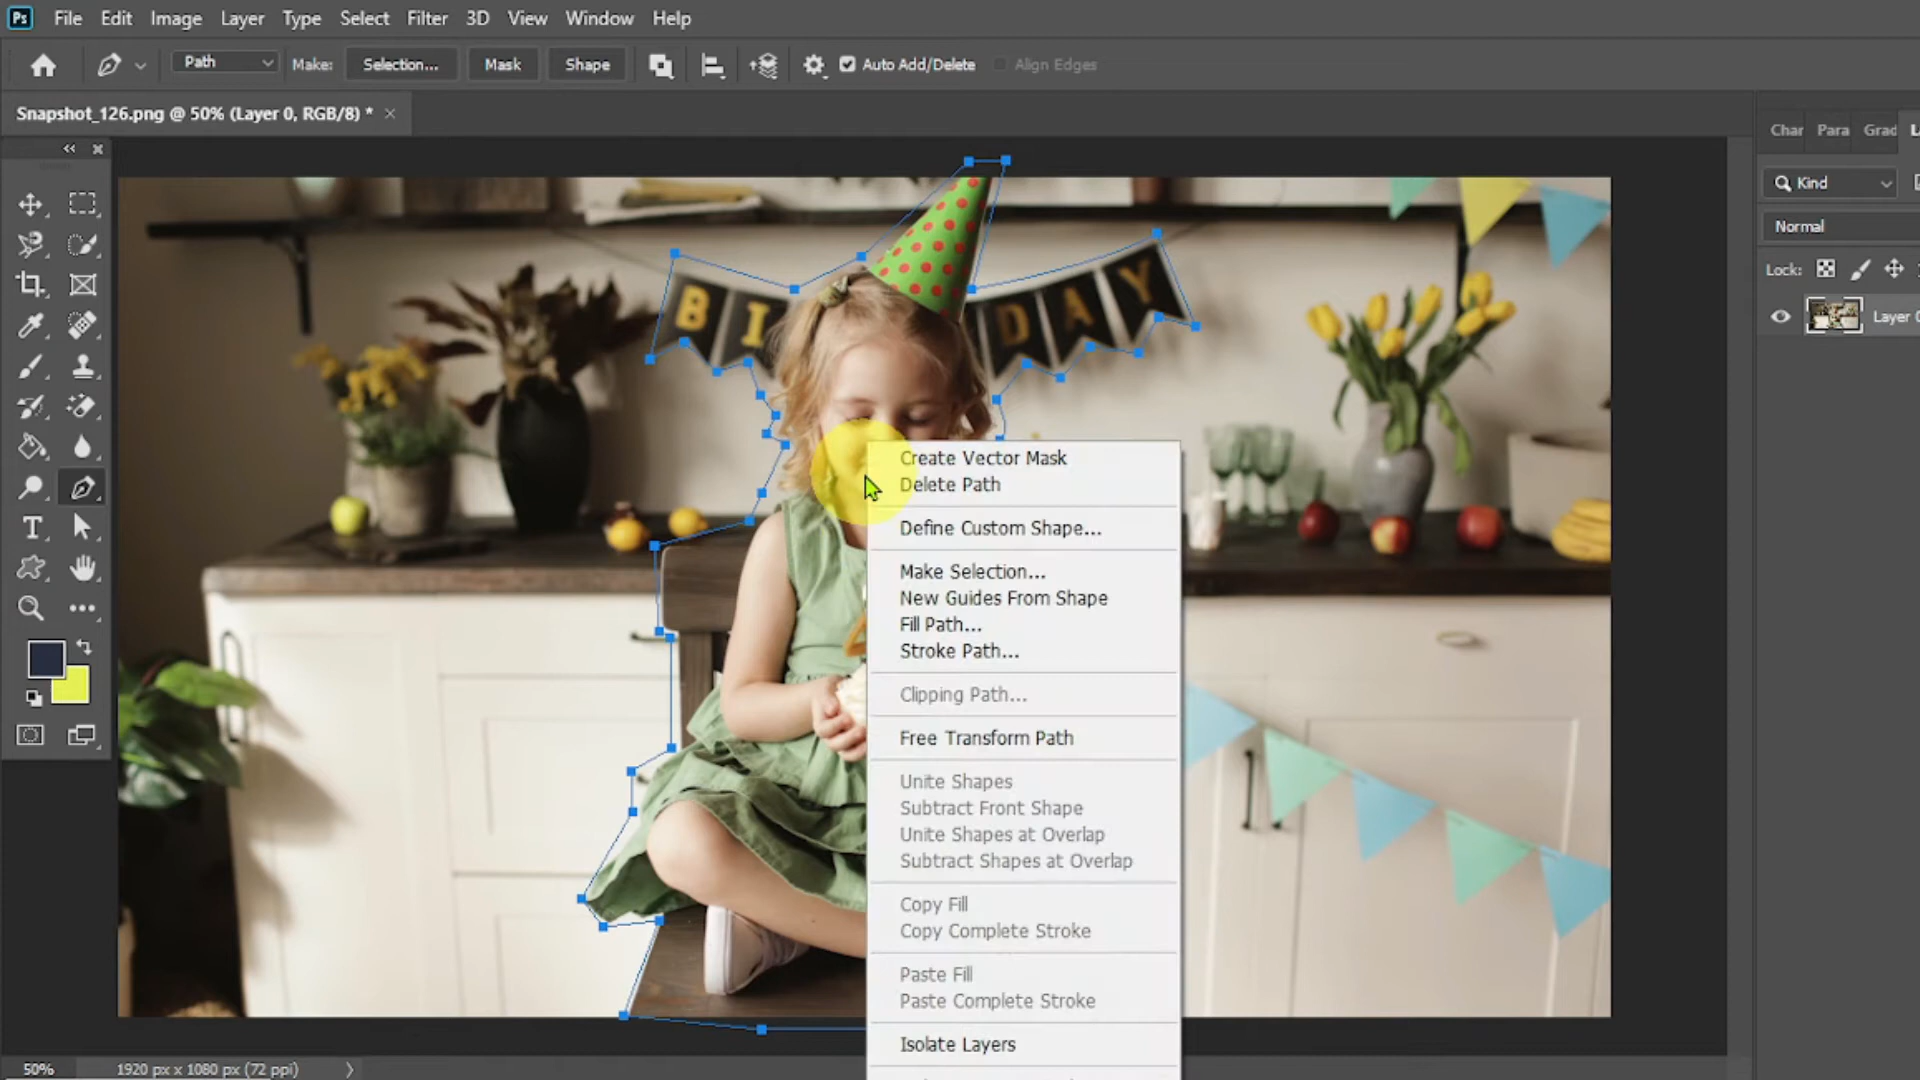 Ps File Edit Image Layer Type Select Filter 3D View Window Help
Path Make: Selection... Mask Shape Auto Add/Delete Align Edges
Snapshot_126.png @ 50% (Layer 0, RGB/8) * ×
Char Para Grad
Kind
Normal
Lock:
Layer
B I D A Y
Create Vector Mask
Delete Path
Define Custom Shape...
Make Selection...
New Guides From Shape
Fill Path...
Stroke Path...
Clipping Path...
Free Transform Path
Unite Shapes
Subtract Front Shape
Unite Shapes at Overlap
Subtract Shapes at Overlap
Copy Fill
Copy Complete Stroke
Paste Fill
Paste Complete Stroke
Isolate Layers
50% 1920 px x 1080 px (72 ppi)